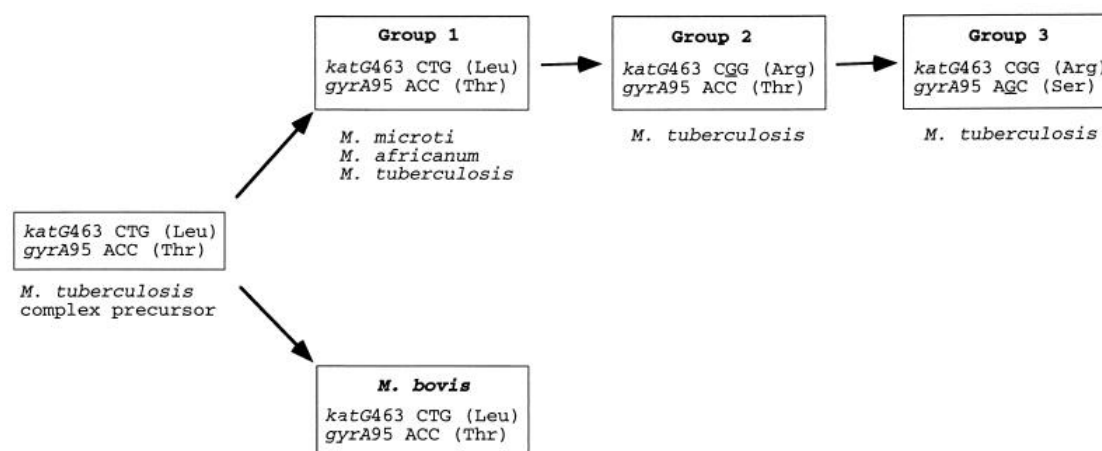 Group 1
katG463 CTG (Leu)
gyrA95 ACC (Thr)
M. microti
M. africanum
M. tuberculosis
Group 2
katG463 CGG (Arg)
gyrA95 ACC (Thr)
M. tuberculosis
Group 3
katG463 CGG (Arg)
gyrA95 AGC (Ser)
M. tuberculosis
katG463 CTG (Leu)
gyrA95 ACC (Thr)
M. tuberculosis
complex precursor
M. bovis
katG463 CTG (Leu)
gyrA95 ACC (Thr)